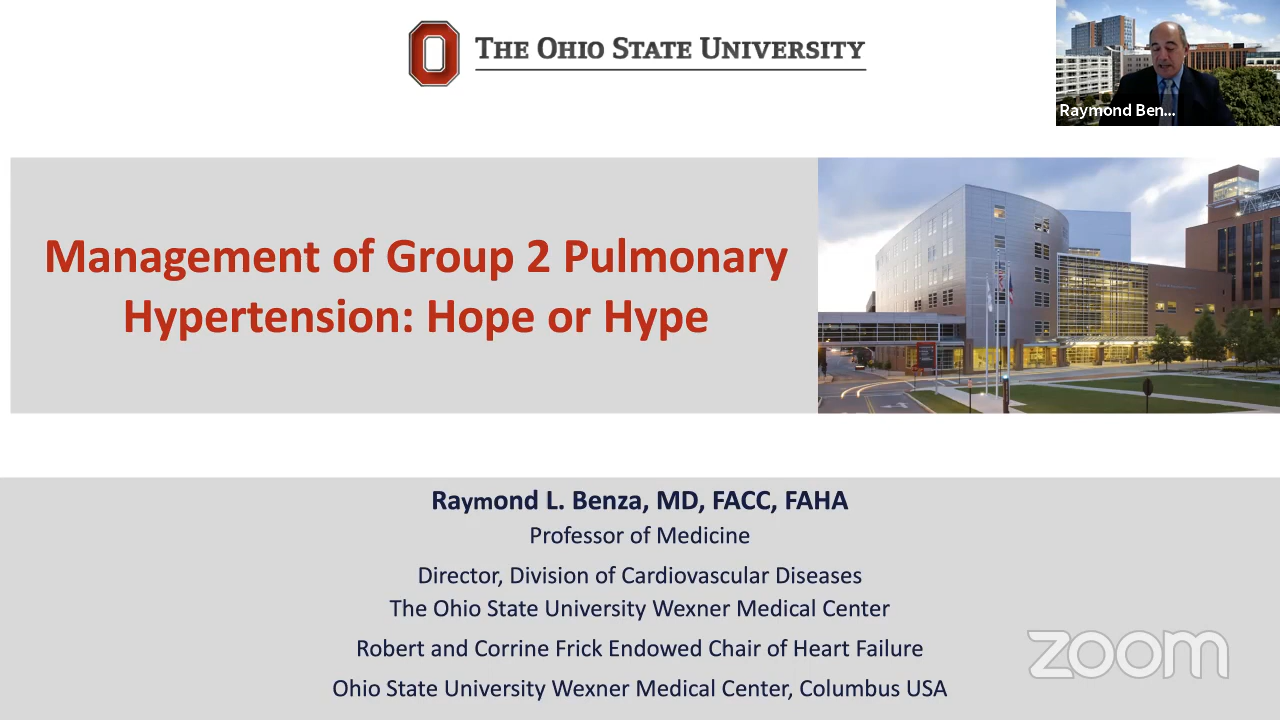 THE OHIO STATE UNIVERSITY
Raymond Ben...
Management of Group 2 Pulmonary
Hypertension: Hope or Hype
Raymond L. Benza, MD, FACC, FAHA
Professor of Medicine
Director, Division of Cardiovascular Diseases
The Ohio State University Wexner Medical Center
Robert and Corrine Frick Endowed Chair of Heart Failure
Ohio State University Wexner Medical Center, Columbus USA
zoom